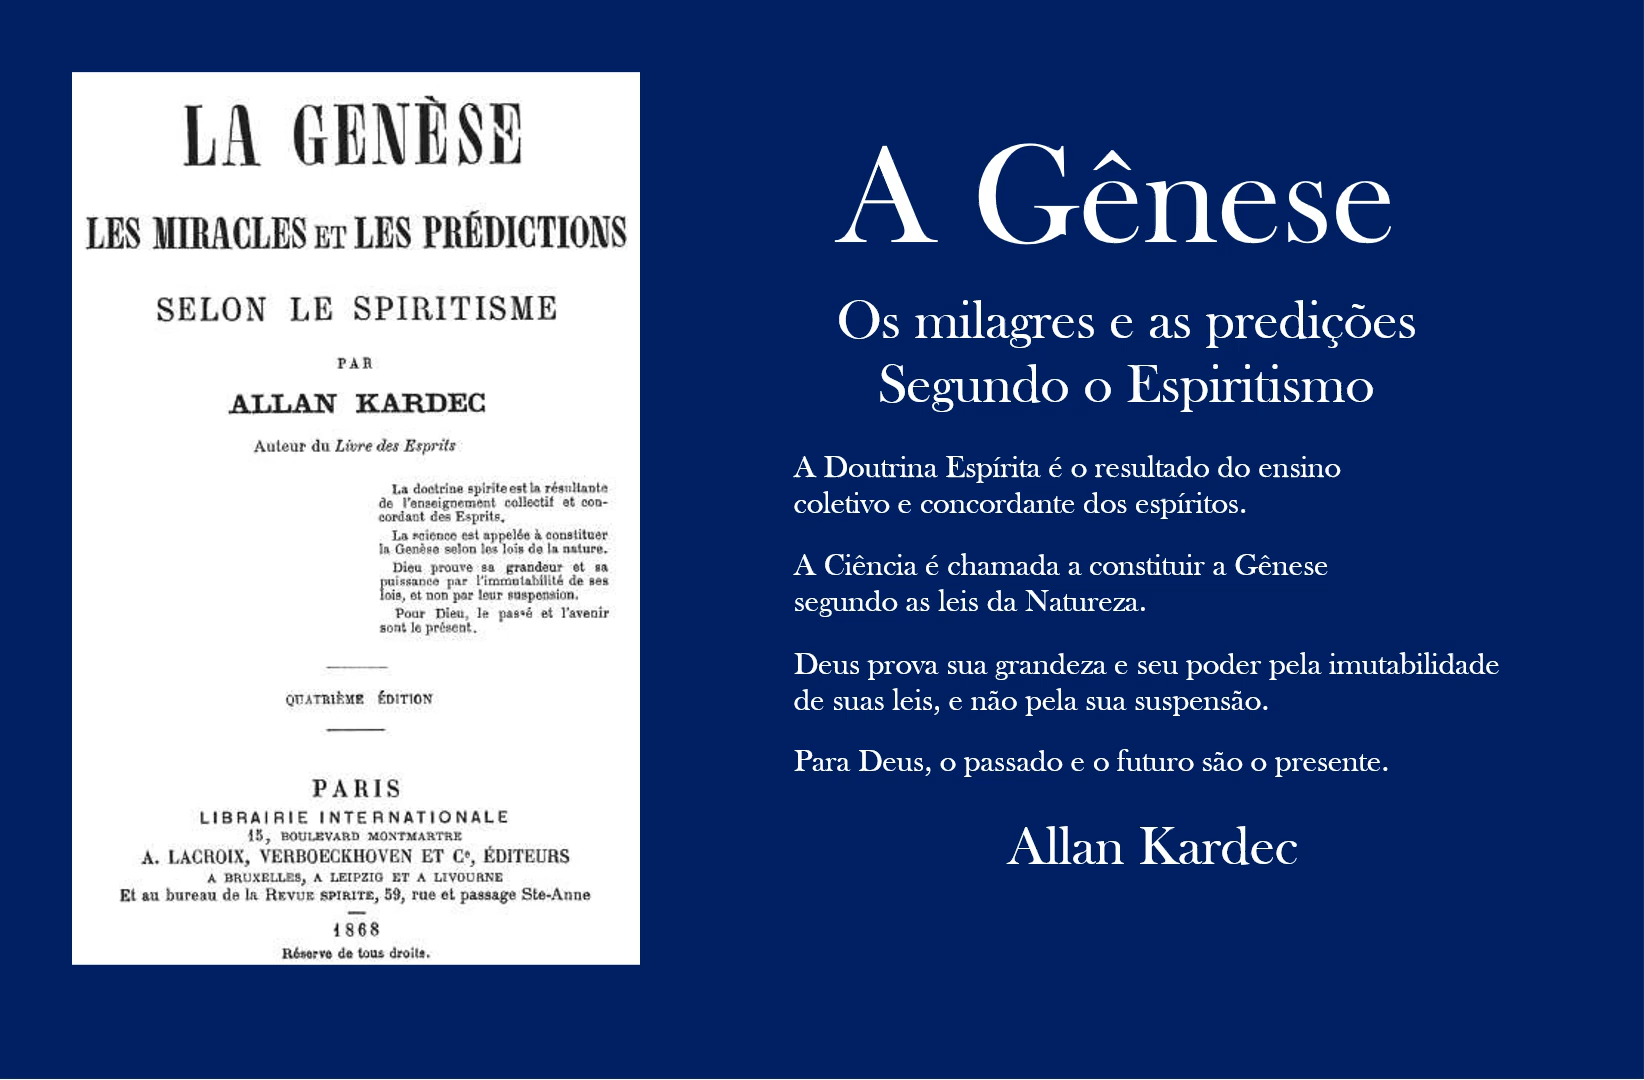 LA GENÈSE
LES MIRACLES ET LES PRÉDICTIONS
SELON LE SPIRITISME
PAR
ALLAN KARDEC
Auteur du Livre des Esprits
La doctrine spirite est la résultante
de l'enseignement collectif et con-
cordant des Esprits.
La science est appelée à constituer
la Genèse selon les lois de la nature.
Dieu prouve sa grandeur et sa
puissance par l'immutabilité de ses
lois, et non par leur suspension.
Pour Dieu, le passé et l'avenir
sont le présent.
QUATRIÈME ÉDITION
PARIS
LIBRAIRIE INTERNATIONALE
15, BOULEVARD MONTMARTRE
A. LACROIX, VERBOECKHOVEN ET Cᵉ, ÉDITEURS
A BRUXELLES, A LEIPZIG ET A LIVOURNE
Et au bureau de la REVUE SPIRITE, 59, rue et passage Ste-Anne
1868
Réserve de tous droits.
A Gênese
Os milagres e as predições
Segundo o Espiritismo
A Doutrina Espírita é o resultado do ensino
coletivo e concordante dos espíritos.
A Ciência é chamada a constituir a Gênese
segundo as leis da Natureza.
Deus prova sua grandeza e seu poder pela imutabilidade
de suas leis, e não pela sua suspensão.
Para Deus, o passado e o futuro são o presente.
Allan Kardec